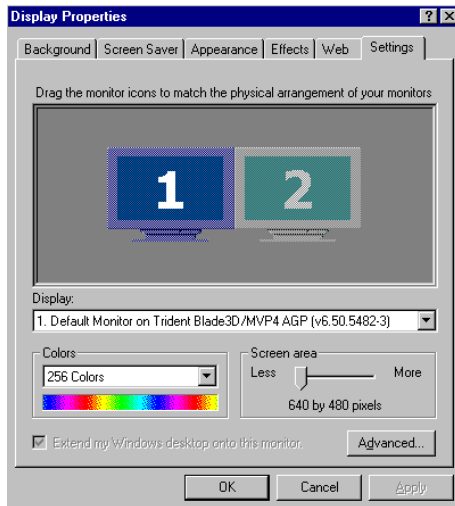 Display Properties
Background Screen Saver Appearance Effects Web Settings
Drag the monitor icons to match the physical arrangement of your monitors
1 2
Display:
1. Default Monitor on Trident Blade3D/MVP4 AGP (v6.50.5482-3)
Colors Screen area
256 Colors Less More
640 by 480 pixels
Extend my Windows desktop onto this monitor. Advanced...
OK Cancel Apply